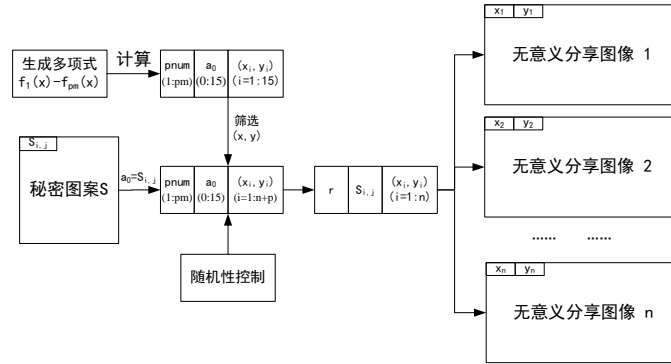 生成多项式
f₁(x)-fₚₘ(x)
计算
pnum
(1:pm)
a₀
(0:15)
(xᵢ,yᵢ)
(i=1:15)
筛选
(x,y)
Sᵢ,ⱼ
秘密图案S
a₀=Sᵢ,ⱼ
pnum
(1:pm)
a₀
(0:15)
(xᵢ,yᵢ)
(i=1:n+p)
随机性控制
r
Sᵢ,ⱼ
(xᵢ,yᵢ)
(i=1:n)
x₁ y₁
无意义分享图像 1
x₂ y₂
无意义分享图像 2
…… ……
xₙ yₙ
无意义分享图像 n